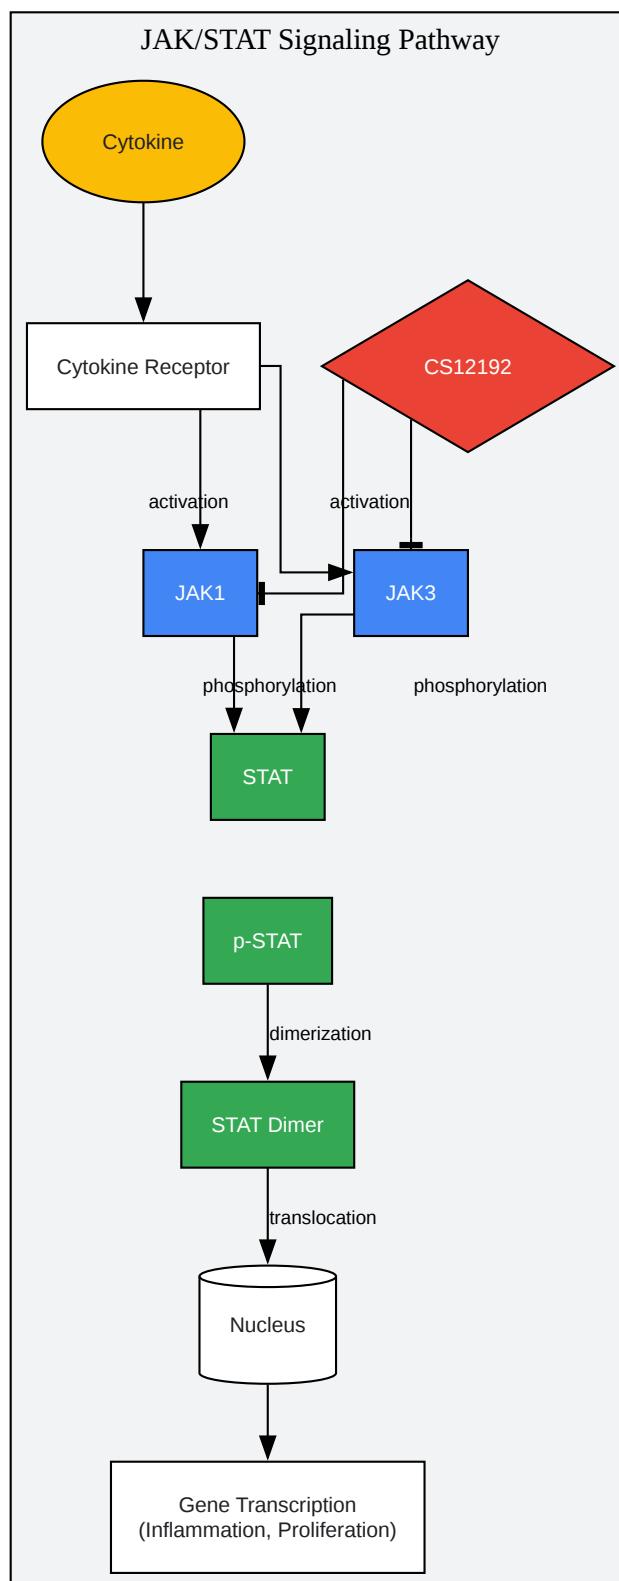 JAK/STAT Signaling Pathway
Cytokine
Cytokine Receptor
CS12192
activation
activation
JAK1
JAK3
phosphorylation
phosphorylation
STAT
p-STAT
dimerization
STAT Dimer
translocation
Nucleus
Gene Transcription
(Inflammation, Proliferation)